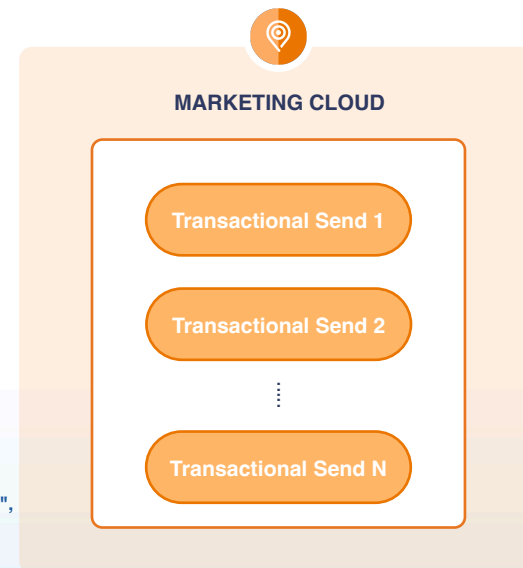 MARKETING CLOUD
Transactional Send 1
Transactional Send 2
Transactional Send N
",